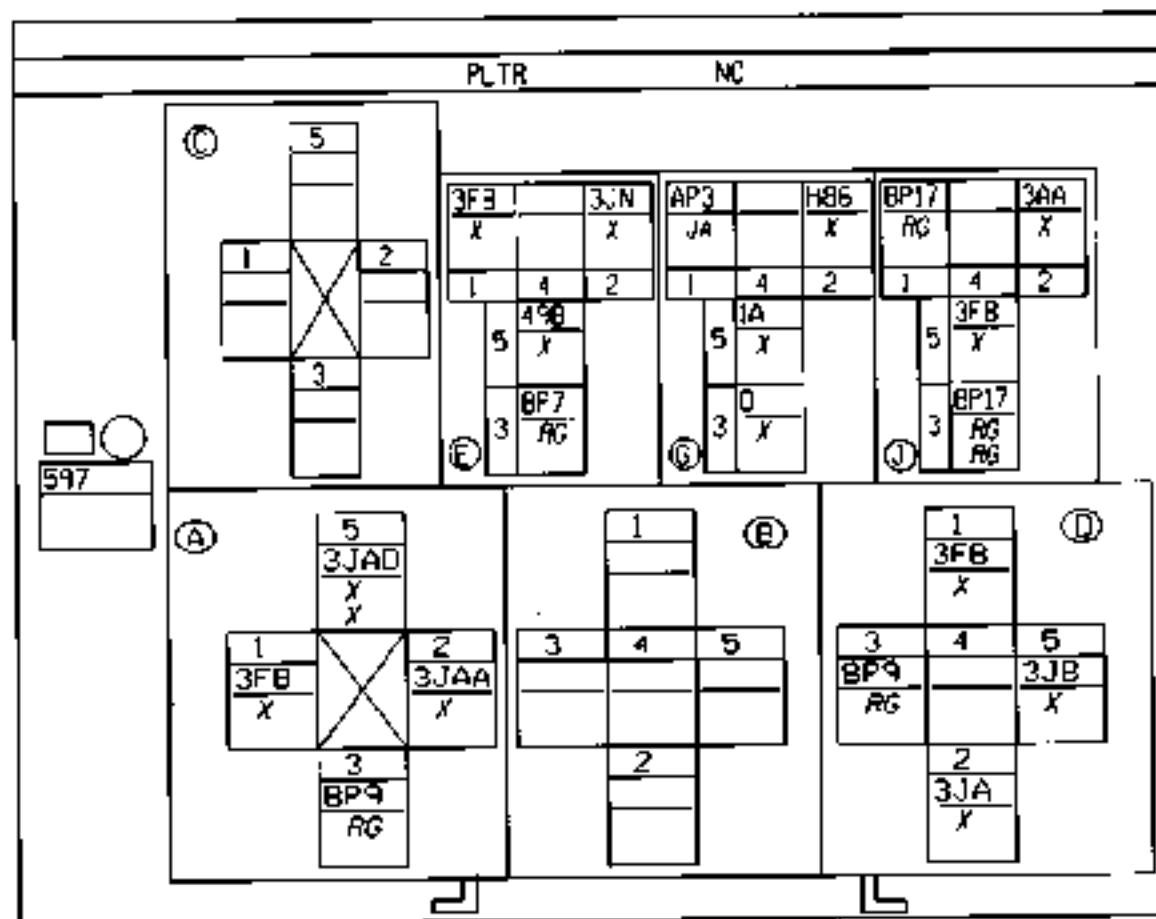 PLTR NC
C
5
1 2
3
3FB 3JN
X X
1 4 2
49B
5 X
BP7
3 RG
E
AP3 H86
JA X
1 4 2
1A
5 X
0
3 X
G
BP17 3AA
RG X
1 4 2
3FB
5 X
BP17
3 RG
RG
J
597
A
5
3JAD
X
X
1 2
3FB 3JAA
X X
3
BP9
RG
B
1
3 4 5
2
D
1
3FB
X
3 4 5
BP9 3JB
RG X
2
3JA
X